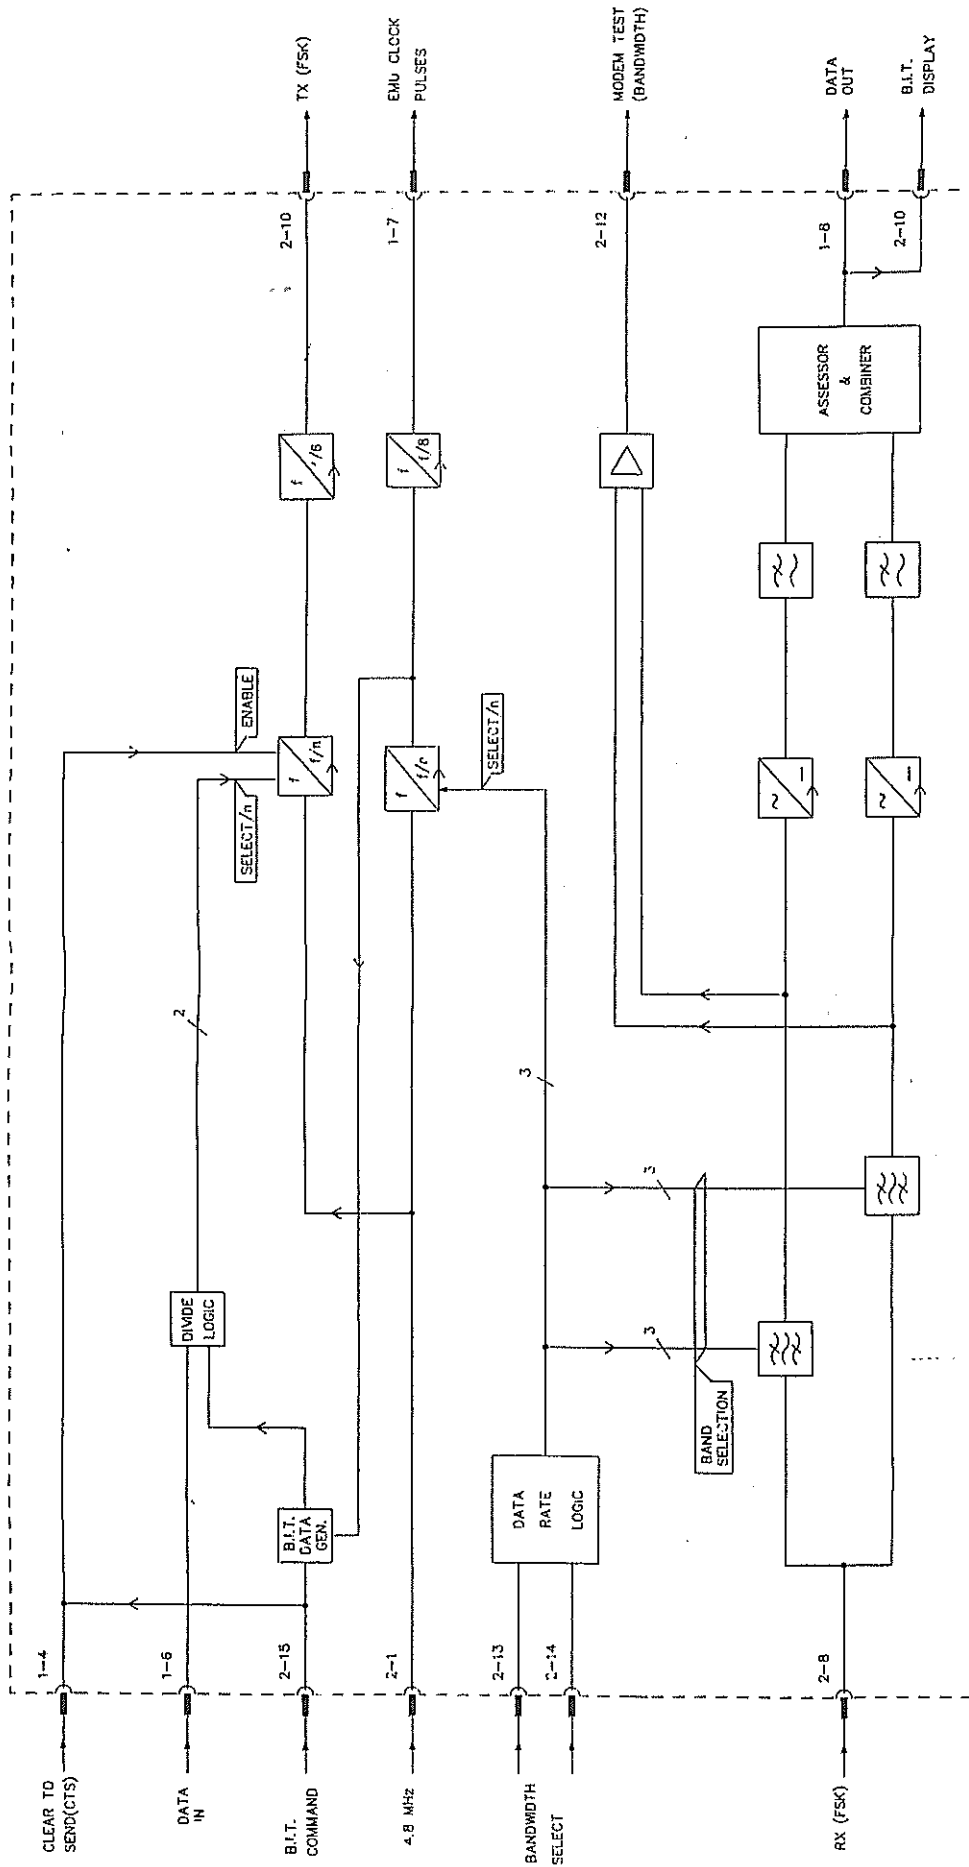 CLEAR TO
SEND(CTS)
1-4
DATA
IN
1-6
B.I.T.
COMMAND
2-15
4.8 MHz
2-1
BANDWIDTH
SELECT
2-13
2-14
RX (FSK)
2-8
B.I.T.
DATA
GEN.
DIVIDE
LOGIC
DATA
RATE
LOGIC
BAND
SELECTION
3
3
3
2
SELECT/n
ENABLE
f
f/n
f
SELECT/n
f
/6
f
f/8
ASSESSOR
&
COMBINER
2-10
TX (FSK)
1-7
EMU CLOCK
PULSES
2-12
MODEM TEST
(BANDWIDTH)
1-8
DATA
OUT
2-10
B.I.T.
DISPLAY